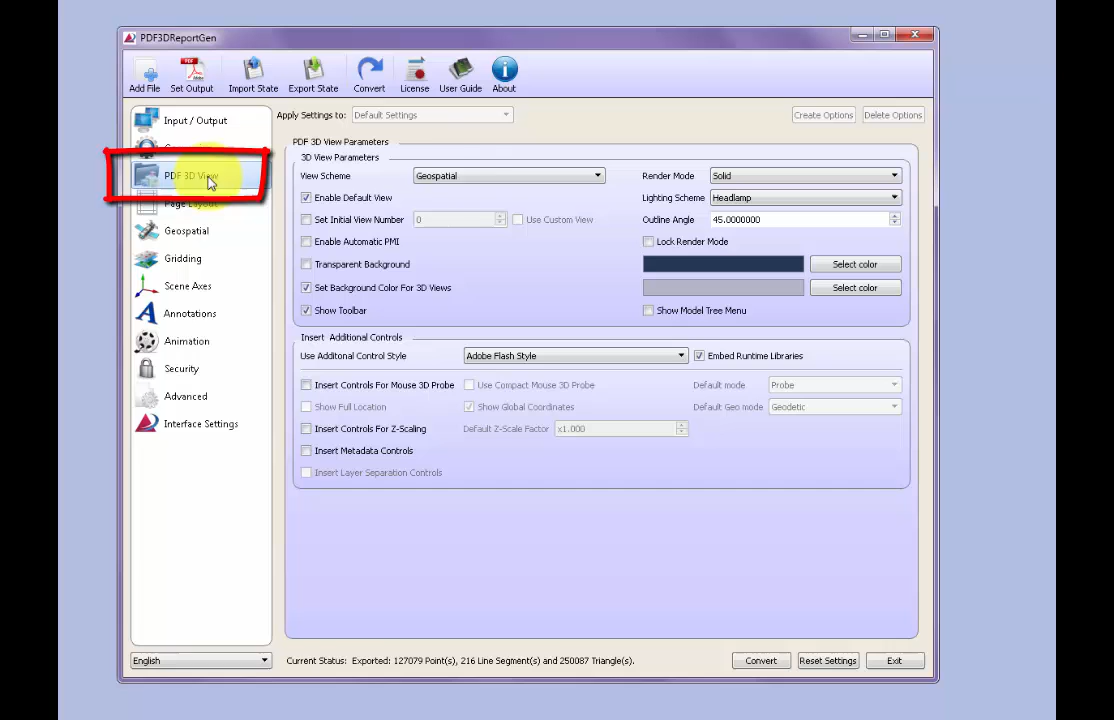 PDF3DReportGen
Add File Set Output Import State Export State Convert License User Guide About
Input / Output
PDF 3D View
Page Layout
Geospatial
Gridding
Scene Axes
Annotations
Animation
Security
Advanced
Interface Settings
English
Apply Settings to: Default Settings Create Options Delete Options
PDF 3D View Parameters
3D View Parameters
View Scheme Geospatial Render Mode Solid
Enable Default View Lighting Scheme Headlamp
Set Initial View Number 0 Use Custom View Outline Angle 45.0000000
Enable Automatic PMI Lock Render Mode
Transparent Background Select color
Set Background Color For 3D Views Select color
Show Toolbar Show Model Tree Menu
Insert Additional Controls
Use Additonal Control Style Adobe Flash Style Embed Runtime Libraries
Insert Controls For Mouse 3D Probe Use Compact Mouse 3D Probe Default mode Probe
Show Full Location Show Global Coordinates Default Geo mode Geodetic
Insert Controls For Z-Scaling Default Z-Scale Factor x1.000
Insert Metadata Controls
Insert Layer Separation Controls
Current Status: Exported: 127079 Point(s), 216 Line Segment(s) and 250087 Triangle(s). Convert Reset Settings Exit